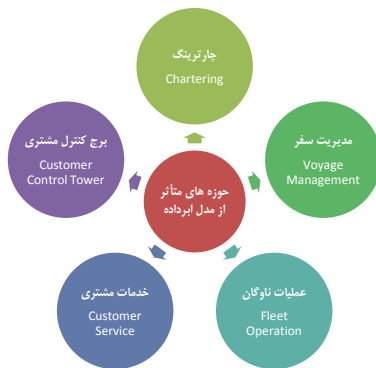 چارترینگ
Chartering
مدیریت سفر
Voyage
Management
عملیات ناوگان
Fleet
Operation
خدمات مشتری
Customer
Service
برج کنترل مشتری
Customer
Control Tower
حوزه های متأثر
از مدل ابرداده